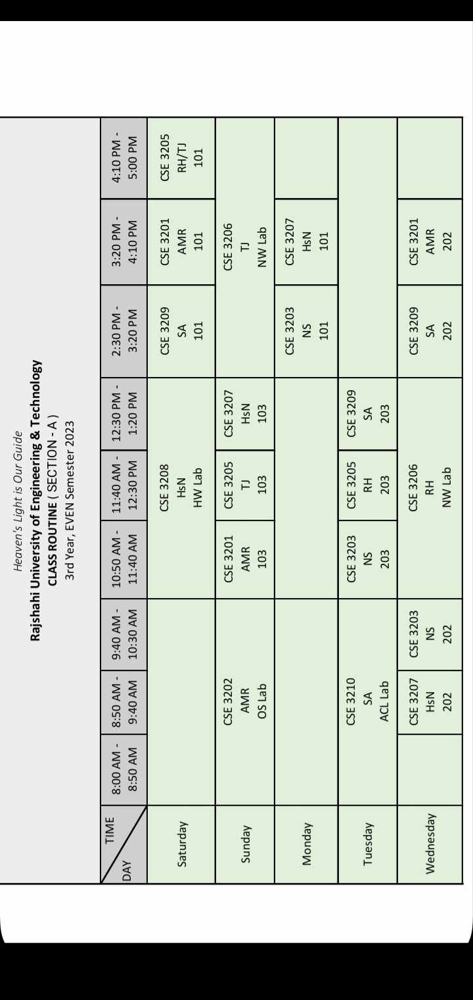 Heaven's Light is Our Guide
Rajshahi University of Engineering & Technology
CLASS ROUTINE ( SECTION - A )
3rd Year, EVEN Semester 2023
TIME
DAY
8:00 AM -
8:50 AM
8:50 AM -
9:40 AM
9:40 AM -
10:30 AM
10:50 AM -
11:40 AM
11:40 AM -
12:30 PM
12:30 PM -
1:20 PM
2:30 PM -
3:20 PM
3:20 PM -
4:10 PM
4:10 PM -
5:00 PM
Saturday
CSE 3208
HsN
HW Lab
CSE 3209
SA
101
CSE 3201
AMR
101
CSE 3205
RH/TJ
101
Sunday
CSE 3202
AMR
OS Lab
CSE 3201
AMR
103
CSE 3205
TJ
103
CSE 3207
HsN
103
CSE 3206
TJ
NW Lab
Monday
CSE 3203
NS
101
CSE 3207
HsN
101
Tuesday
CSE 3210
SA
ACL Lab
CSE 3203
NS
203
CSE 3205
RH
203
CSE 3209
SA
203
Wednesday
CSE 3207
HsN
202
CSE 3203
NS
202
CSE 3206
RH
NW Lab
CSE 3209
SA
202
CSE 3201
AMR
202